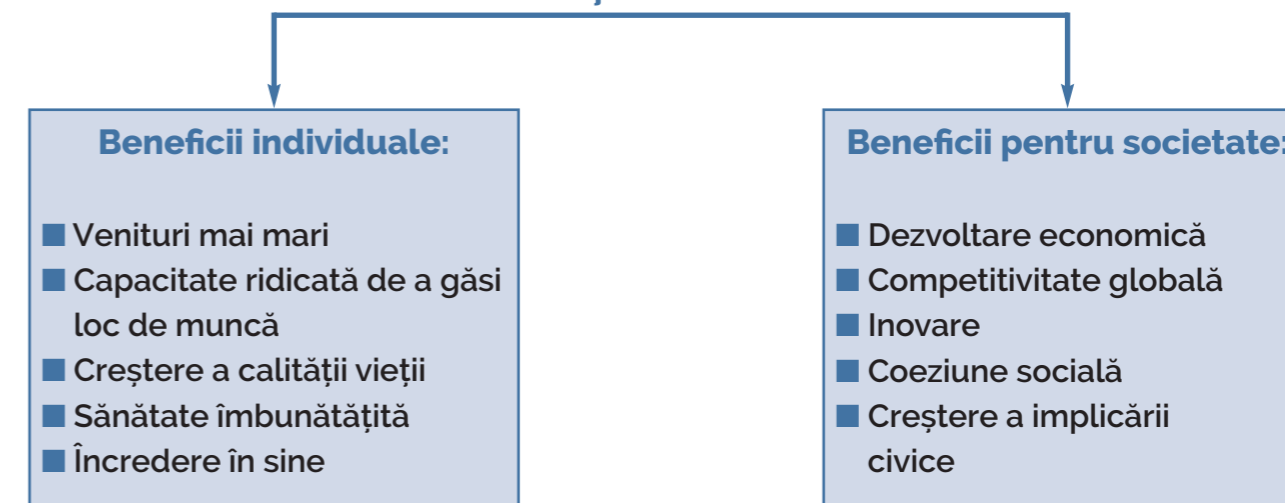 Beneficii individuale:
Venituri mai mari
Capacitate ridicată de a găsi
loc de muncă
Creștere a calității vieții
Sănătate îmbunătățită
Încredere în sine
Beneficii pentru societate:
Dezvoltare economică
Competitivitate globală
Inovare
Coeziune socială
Creștere a implicării
civice